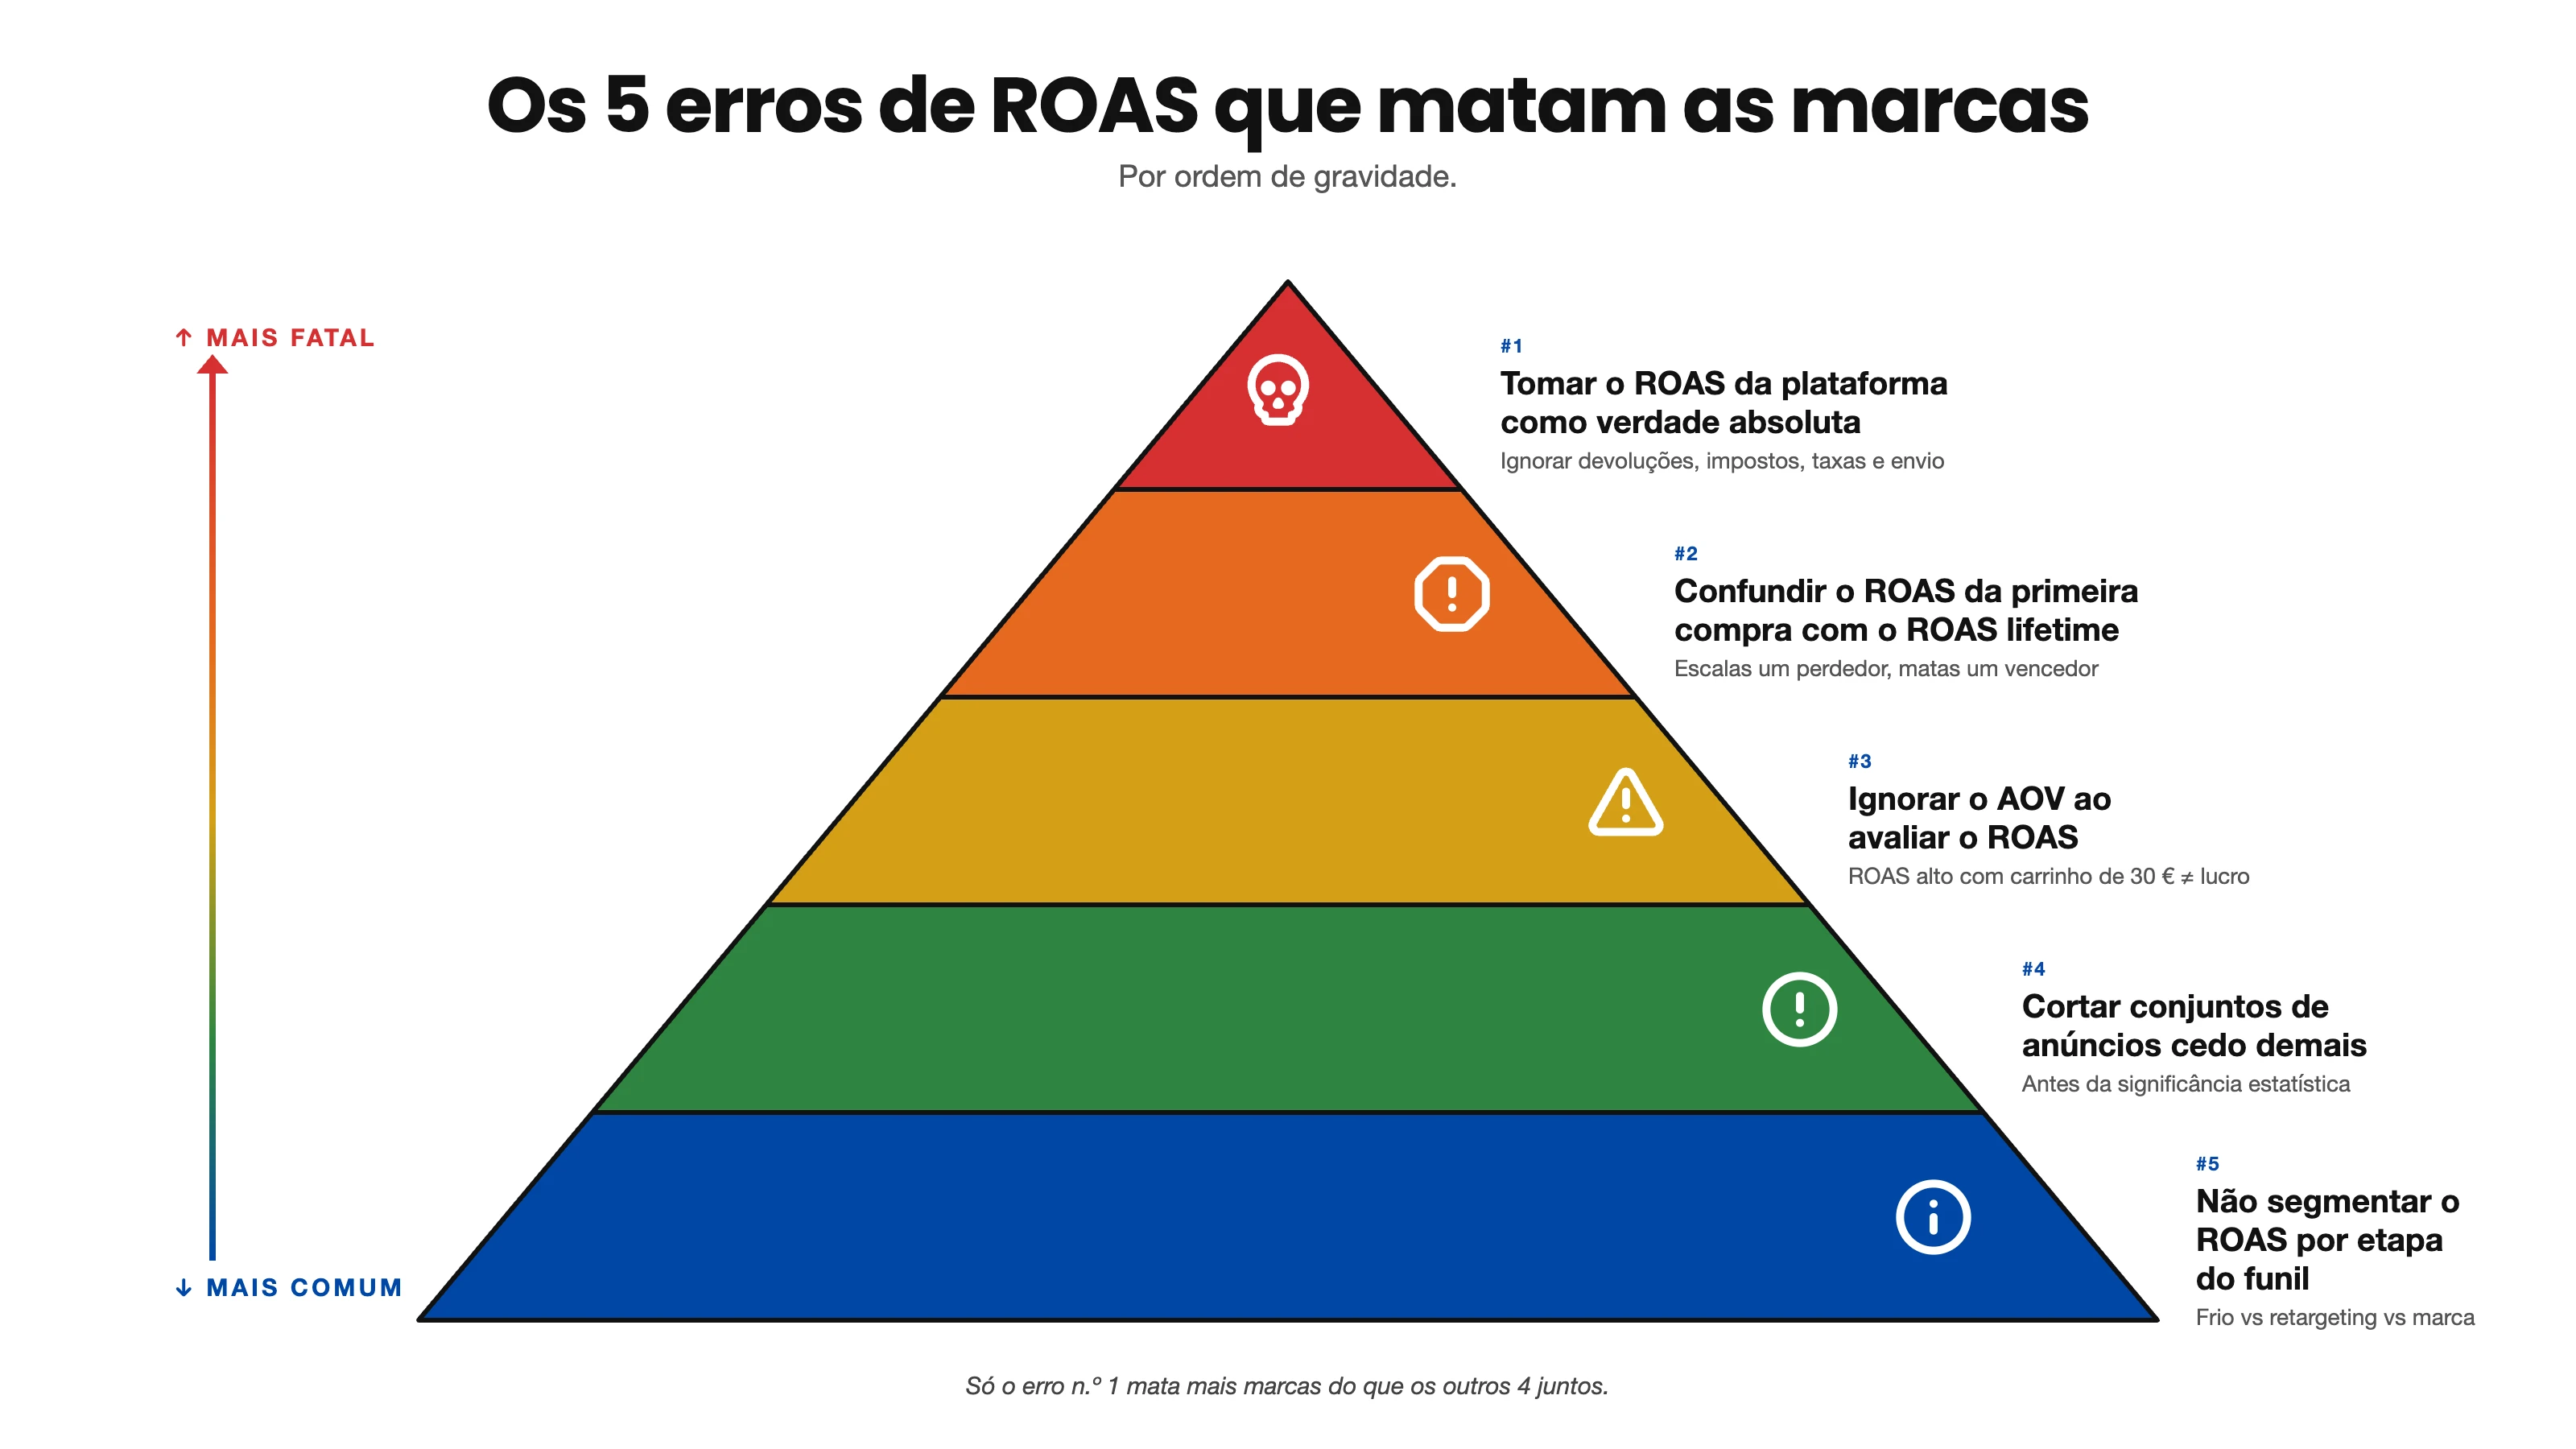 Os 5 erros de ROAS que matam as marcas
Por ordem de gravidade.
↑ MAIS FATAL
#1
Tomar o ROAS da plataforma
como verdade absoluta
Ignorar devoluções, impostos, taxas e envio
#2
Confundir o ROAS da primeira
compra com o ROAS lifetime
Escalas um perdedor, matas um vencedor
#3
Ignorar o AOV ao
avaliar o ROAS
ROAS alto com carrinho de 30 € ≠ lucro
#4
Cortar conjuntos de
anúncios cedo demais
Antes da significância estatística
#5
Não segmentar o
ROAS por etapa
do funil
Frio vs retargeting vs marca
↓ MAIS COMUM
Só o erro n.º 1 mata mais marcas do que os outros 4 juntos.